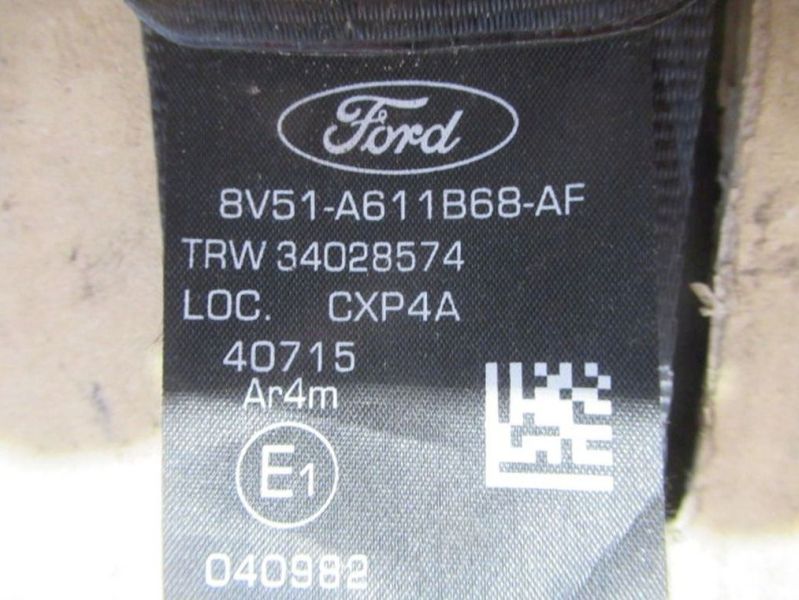 Ford
8V51-A611B68-AF
TRW 34028574
LOC. CXP4A
40715
Ar4m
E1
040982